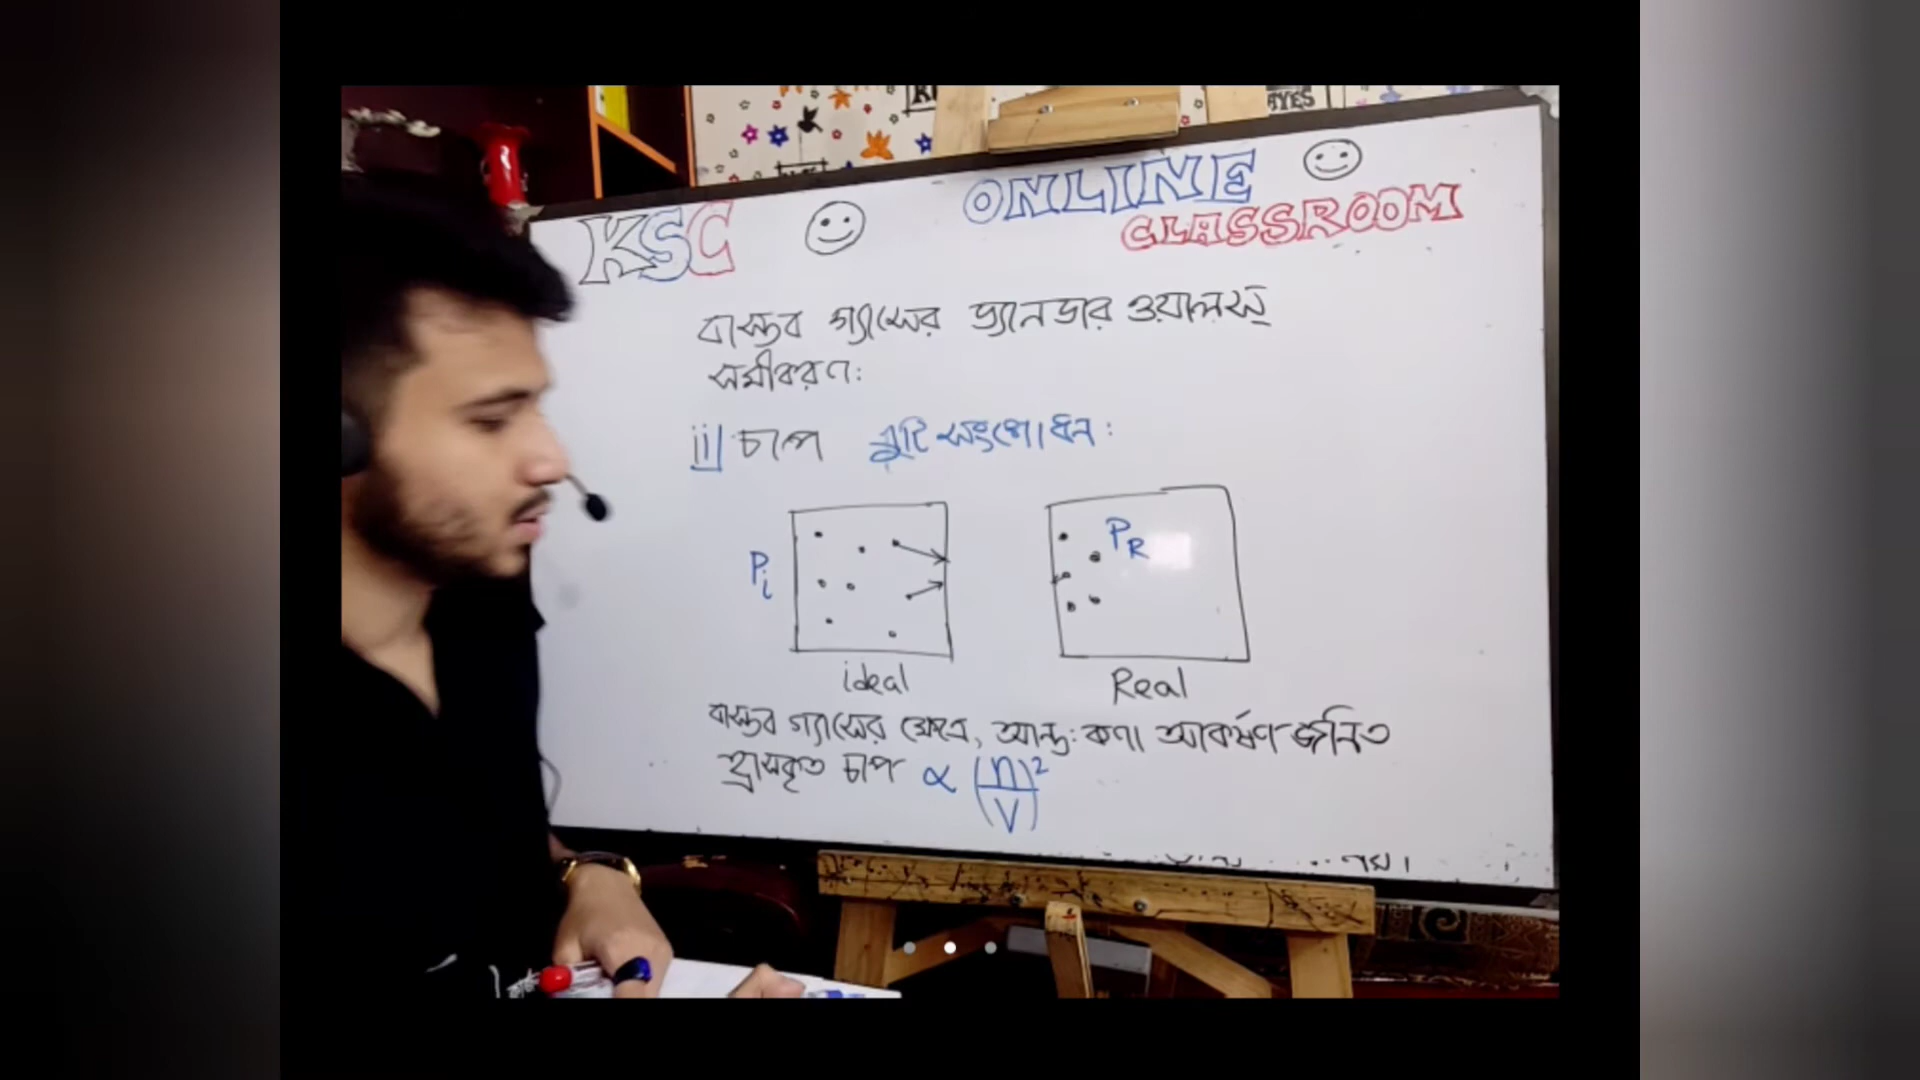 KSC ONLINE
CLASSROOM
বাস্তব গ্যাসের ভ্যানডার ওয়ালস্
সমীকরণ:
ii) চাপ ত্রুটি সংশোধন:
Pi
PR
ideal
Real
বাস্তব গ্যাসের ক্ষেত্রে, আন্ত:কণা আকর্ষণ জনিত
হ্রাসকৃত চাপ ∝ (n/V)²